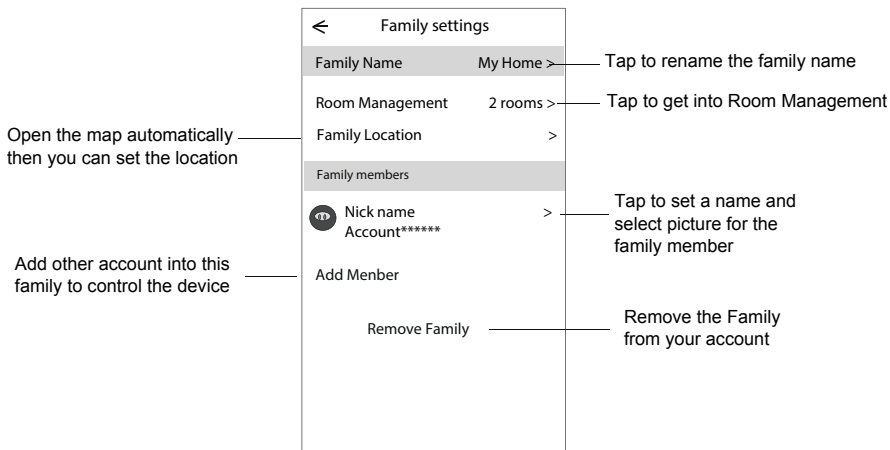 Family settings
Family Name My Home >
Tap to rename the family name
Room Management 2 rooms >
Tap to get into Room Management
Open the map automatically
then you can set the location
Family Location >
Family members
Nick name >
Account******
Tap to set a name and
select picture for the
family member
Add other account into this
family to control the device
Add Menber
Remove Family
Remove the Family
from your account